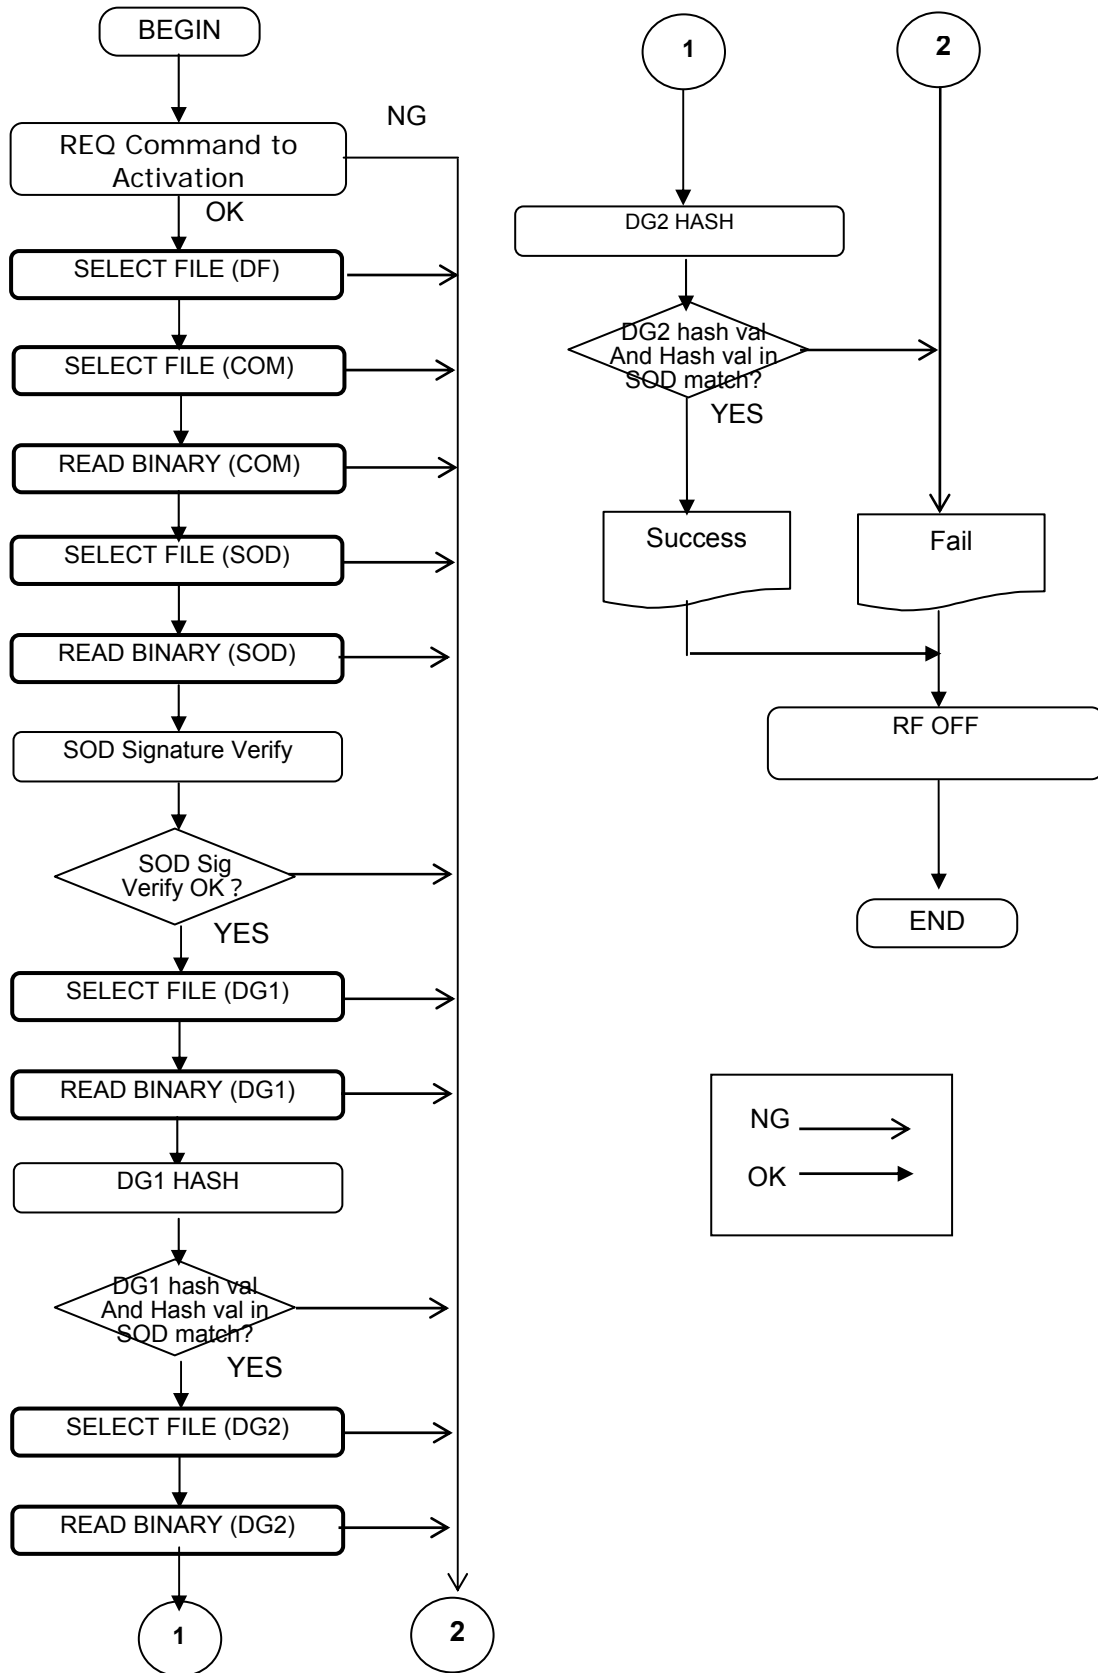 BEGIN
NG
REQ Command to
Activation
OK
SELECT FILE (DF)
SELECT FILE (COM)
READ BINARY (COM)
SELECT FILE (SOD)
READ BINARY (SOD)
SOD Signature Verify
SOD Sig
Verify OK ?
YES
SELECT FILE (DG1)
READ BINARY (DG1)
DG1 HASH
DG1 hash val
And Hash val in
SOD match?
YES
SELECT FILE (DG2)
READ BINARY (DG2)
1
2
1
2
DG2 HASH
DG2 hash val
And Hash val in
SOD match?
YES
Success
Fail
RF OFF
END
NG
OK